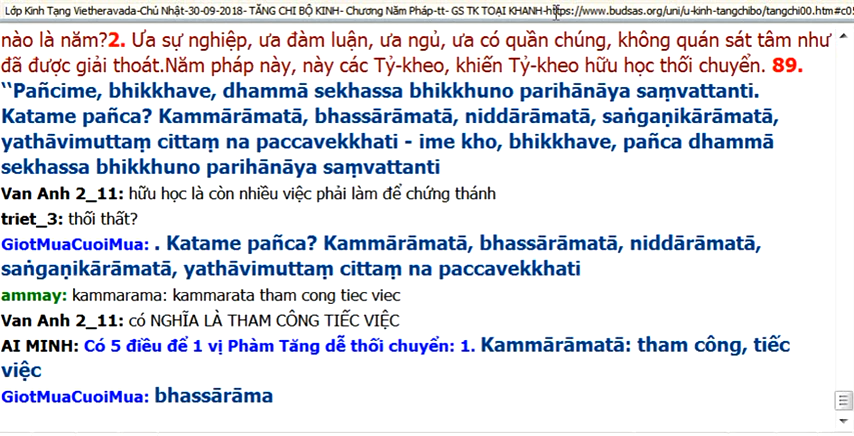 Lớp Kinh Tạng Vietheravada-Chủ Nhật-30-09-2018- TĂNG CHI BỘ KINH- Chương Năm Pháp-tt- GS TK TOẠI KHANH-https://www.budsas.org/uni/u-kinh-tangchibo/tangchi00.htm#c05
nào là năm?2. Ưa sự nghiệp, ưa đàm luận, ưa ngủ, ưa có quần chúng, không quán sát tâm như
đã được giải thoát.Năm pháp này, này các Tỷ-kheo, khiến Tỷ-kheo hữu học thối chuyển. 89.
‘‘Pañcime, bhikkhave, dhammā sekhassa bhikkhuno parihānāya saṃvattanti.
Katame pañca? Kammārāmatā, bhassārāmatā, niddārāmatā, saṅgaṇikārāmatā,
yathāvimuttaṃ cittaṃ na paccavekkhati - ime kho, bhikkhave, pañca dhammā
sekhassa bhikkhuno parihānāya saṃvattanti
Van Anh 2_11: hữu học là còn nhiều việc phải làm để chứng thánh
triet_3: thối thất?
GiotMuaCuoiMua: . Katame pañca? Kammārāmatā, bhassārāmatā, niddārāmatā,
saṅgaṇikārāmatā, yathāvimuttaṃ cittaṃ na paccavekkhati
ammay: kammarama: kammarata tham cong tiec viec
Van Anh 2_11: có NGHĨA LÀ THAM CÔNG TIẾC VIỆC
AI MINH: Có 5 điều để 1 vị Phàm Tăng dễ thối chuyển: 1. Kammārāmatā: tham công, tiếc
việc
GiotMuaCuoiMua: bhassārāma